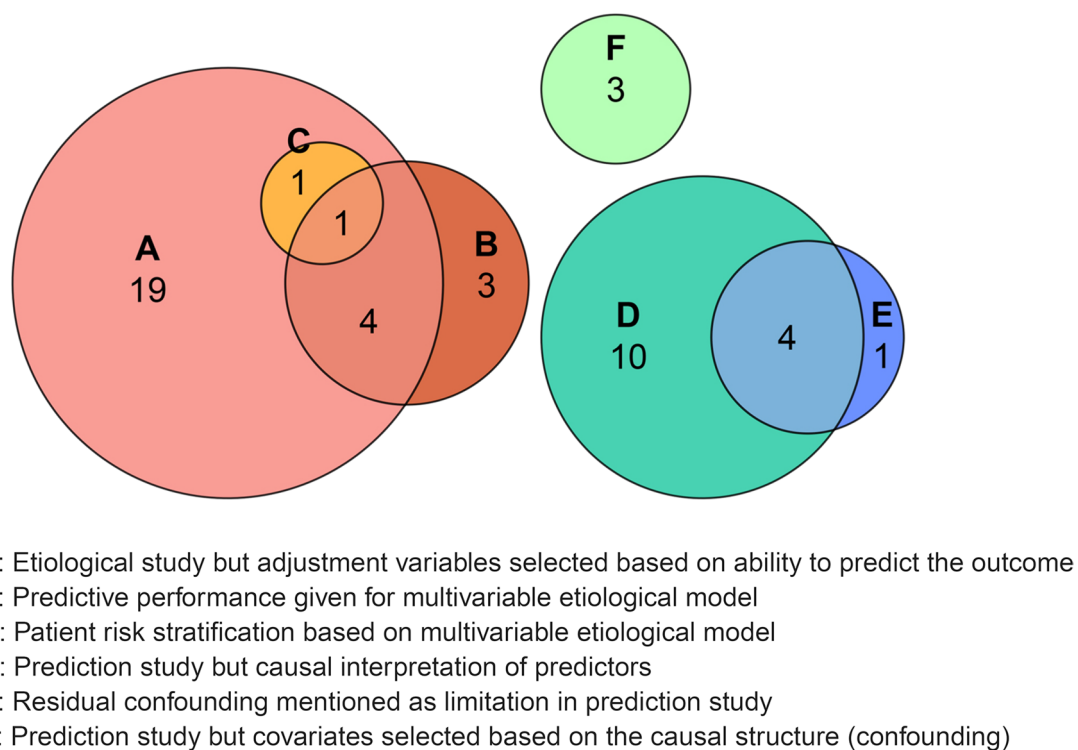 F
3
C
1
1
A
19
B
3
4
D
10
4
E
1
: Etiological study but adjustment variables selected based on ability to predict the outcome
: Predictive performance given for multivariable etiological model
: Patient risk stratification based on multivariable etiological model
: Prediction study but causal interpretation of predictors
: Residual confounding mentioned as limitation in prediction study
: Prediction study but covariates selected based on the causal structure (confounding)